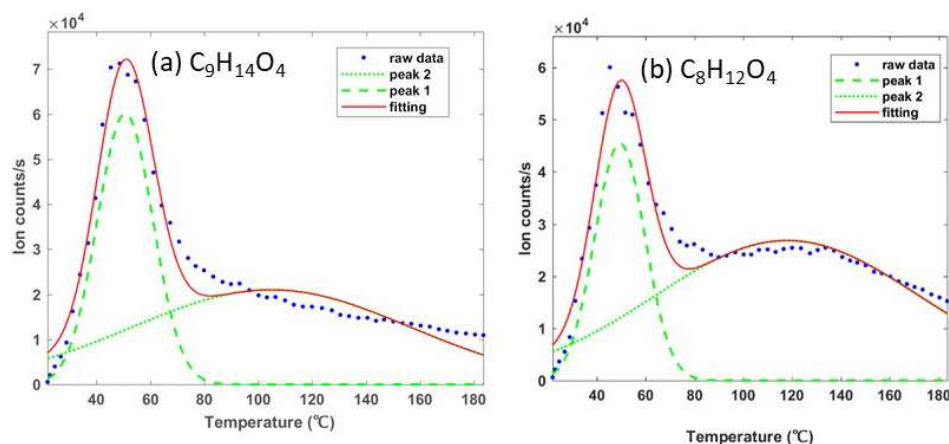 ×10⁴
(a) C₉H₁₄O₄
raw data
peak 2
peak 1
fitting
Ion counts/s
7
6
5
4
3
2
1
0
40 60 80 100 120 140 160 180
Temperature (℃)
×10⁴
(b) C₈H₁₂O₄
raw data
peak 1
peak 2
fitting
Ion counts/s
6
5
4
3
2
1
0
40 60 80 100 120 140 160 180
Temperature (℃)